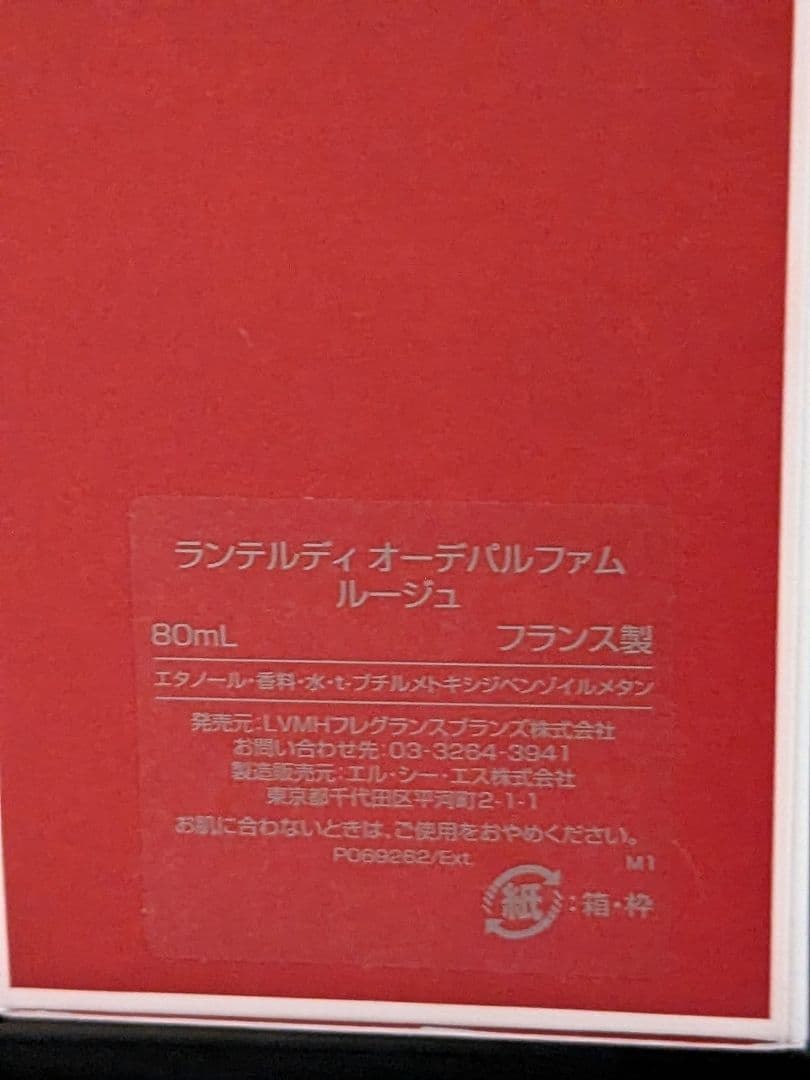 ランテルディ オーデパルファム
ルージュ
80mL フランス製
エタノール・香料・水・t-ブチルメトキシジベンゾイルメタン
発売元:LVMHフレグランスブランズ株式会社
お問い合わせ先:03-3264-3941
製造販売元:エル・シー・エス株式会社
東京都千代田区平河町2-1-1
お肌に合わないときは、ご使用をおやめください。
P069262/Ext M1
紙:箱・枠